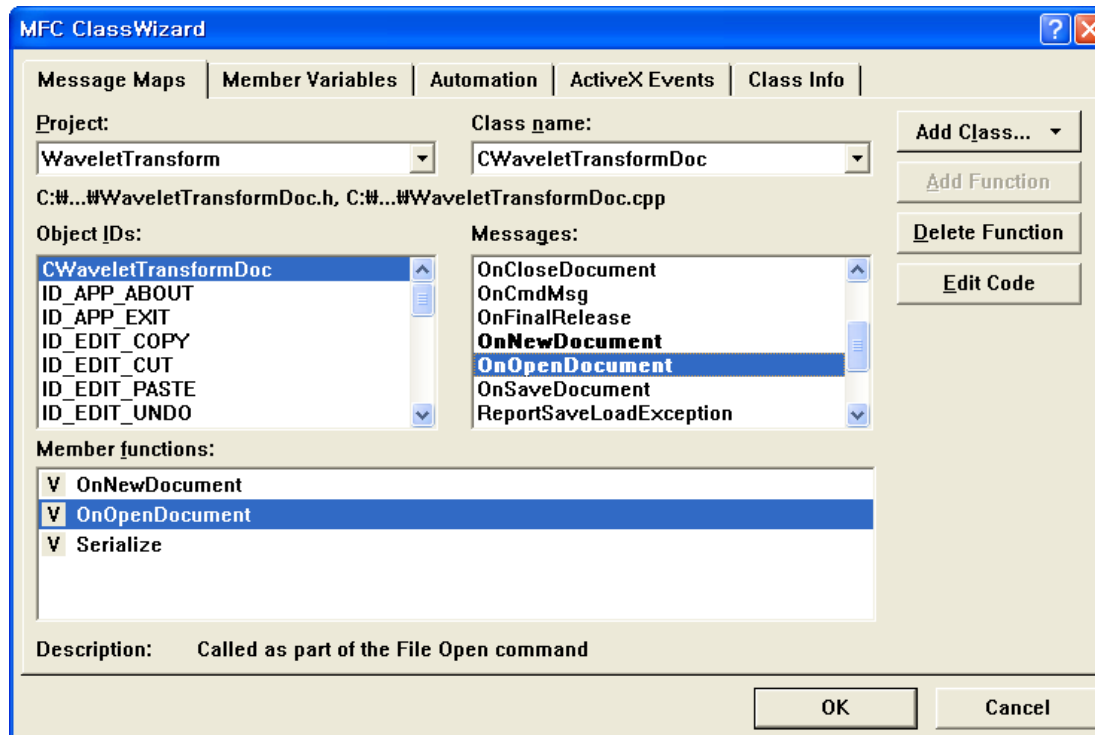 MFC ClassWizard
Message Maps
Member Variables
Automation
ActiveX Events
Class Info
Project:
Class name:
WaveletTransform
CWaveletTransformDoc
C:₩...₩WaveletTransformDoc.h, C:₩...₩WaveletTransformDoc.cpp
Object IDs:
Messages:
CWaveletTransformDoc
ID_APP_ABOUT
ID_APP_EXIT
ID_EDIT_COPY
ID_EDIT_CUT
ID_EDIT_PASTE
ID_EDIT_UNDO
OnCloseDocument
OnCmdMsg
OnFinalRelease
OnNewDocument
OnOpenDocument
OnSaveDocument
ReportSaveLoadException
Add Class...
Add Function
Delete Function
Edit Code
Member functions:
V OnNewDocument
V OnOpenDocument
V Serialize
Description: Called as part of the File Open command
OK
Cancel